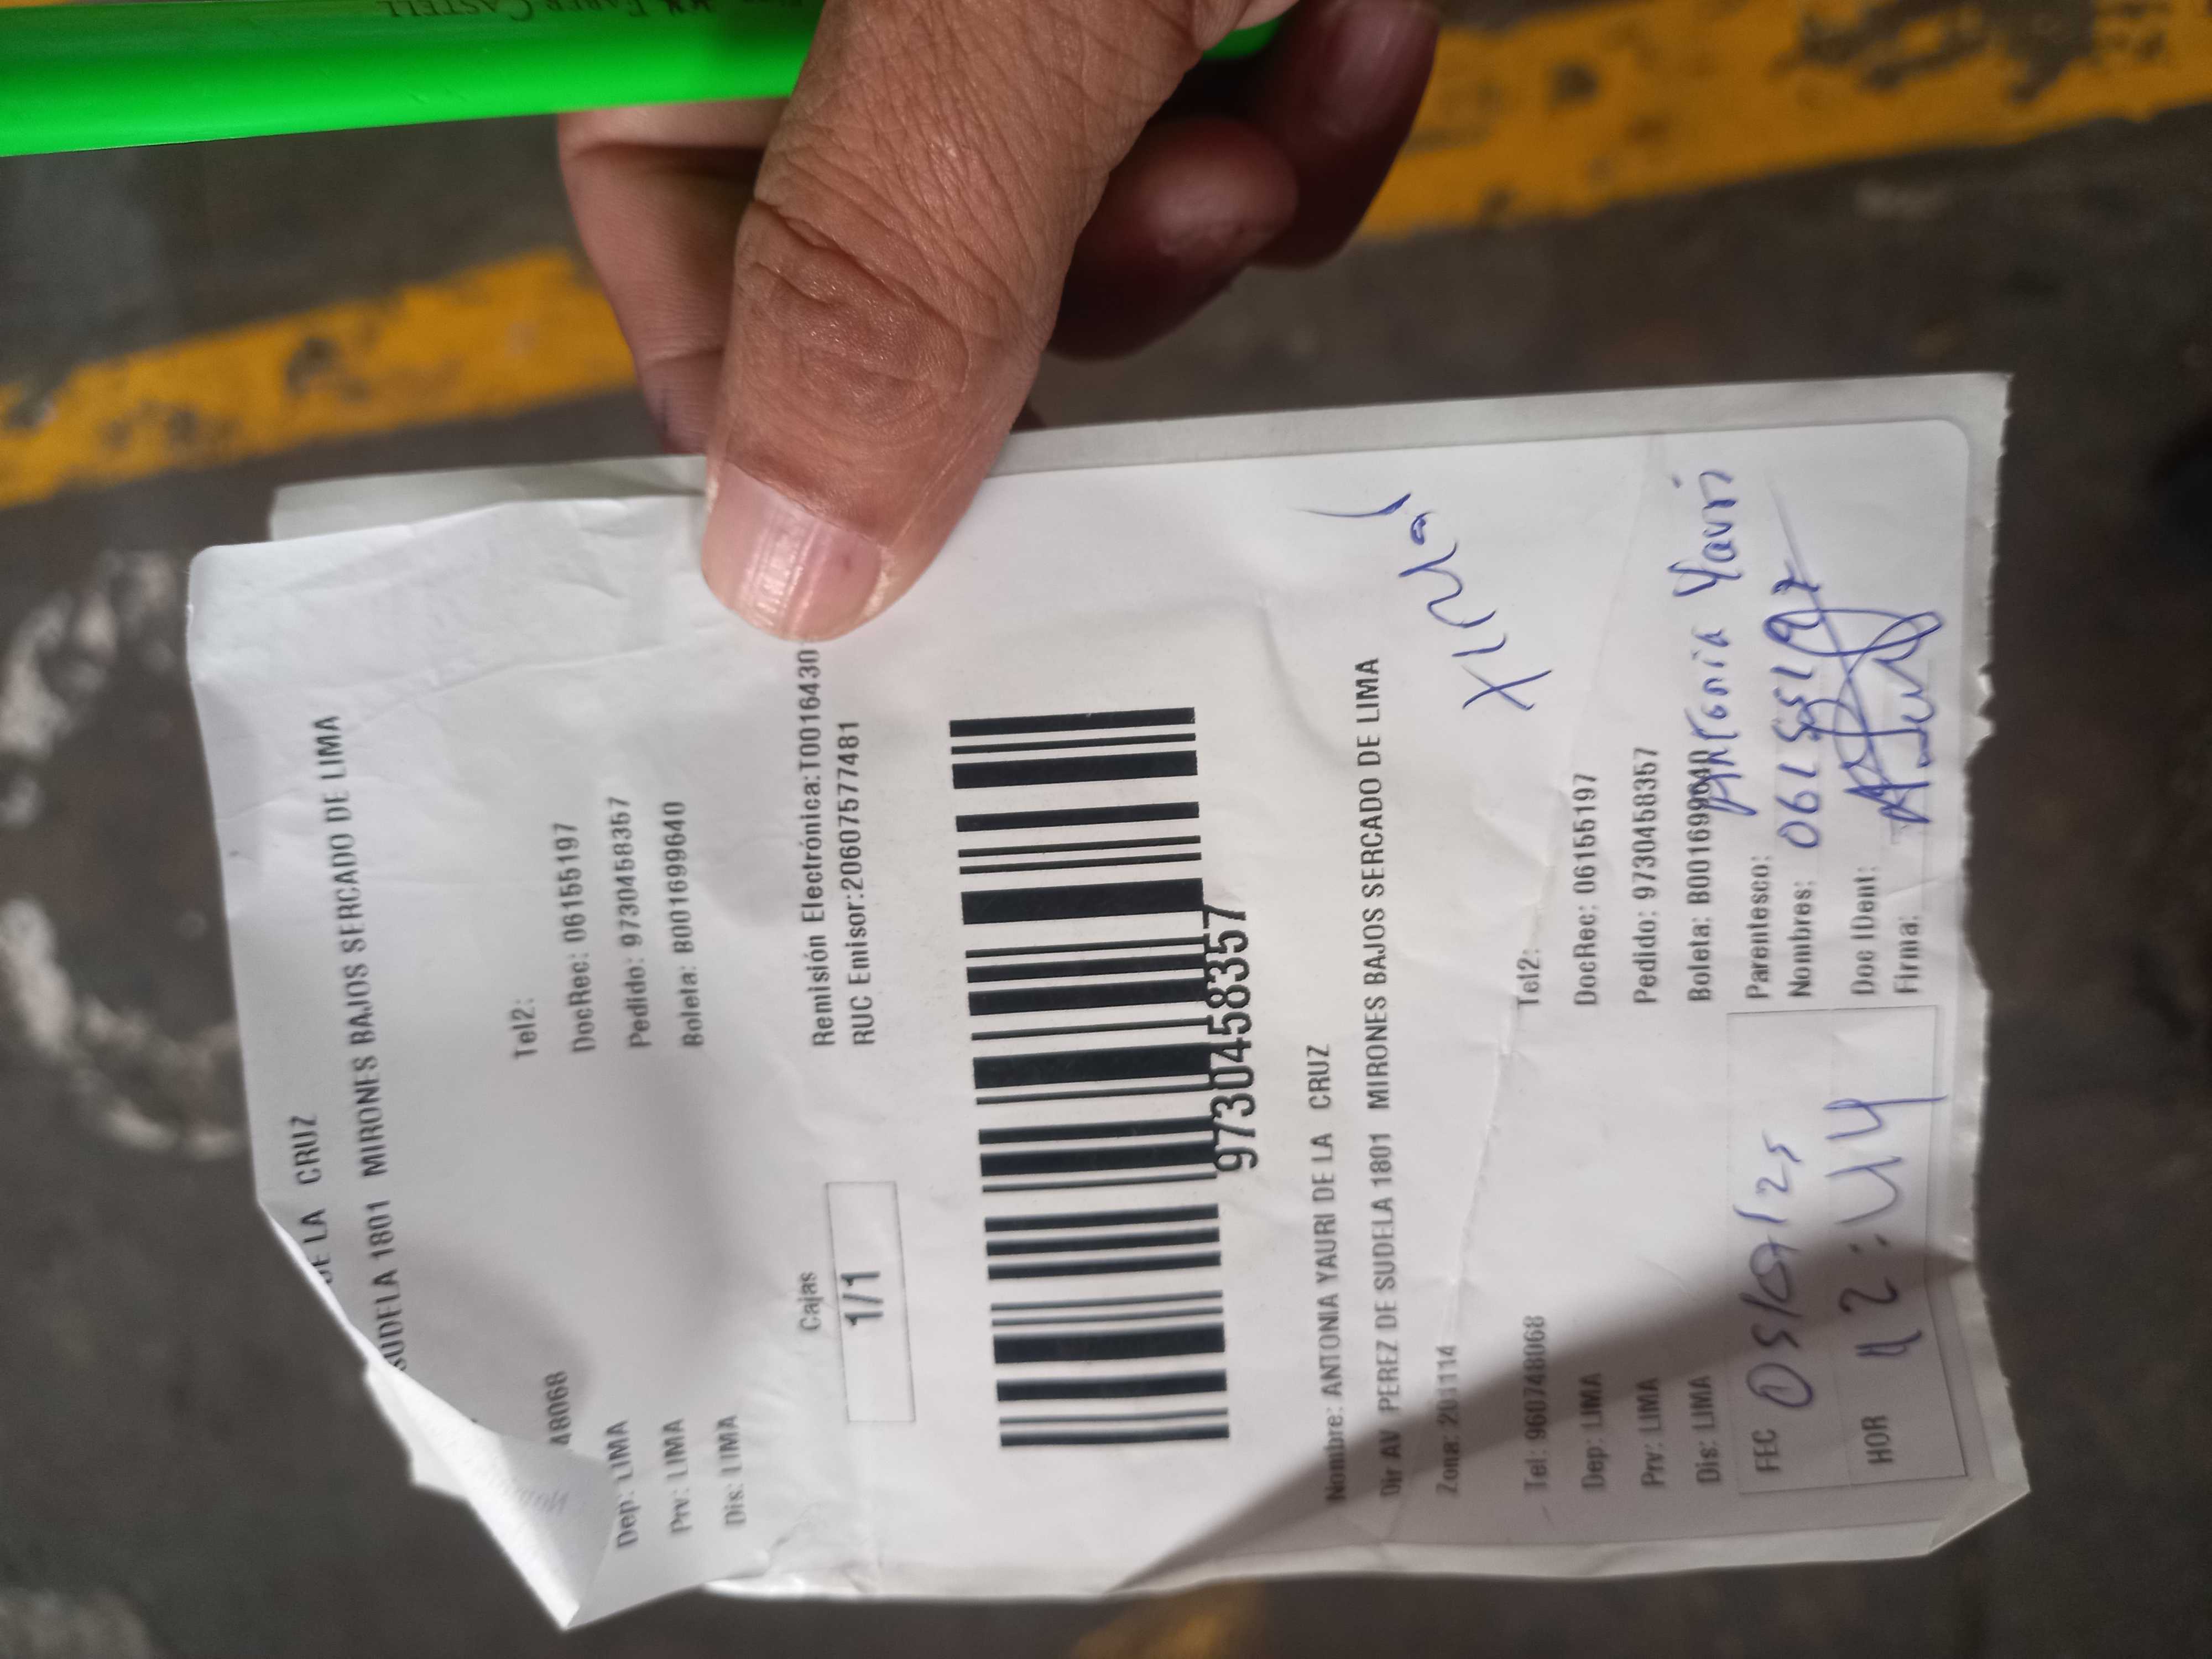 FABER CASTELL
DE LA CRUZ
SUDELA 1801 MIRONES BAJOS SERCADO DE LIMA
48068
Tel2:
Dep: LIMA
DocRec: 06155197
Prv: LIMA
Pedido: 9730458357
Dis: LIMA
Boleta: B001699640
Cajas
1/1
Remisión Electrónica:T0016430
RUC Emisor:20607577481
9730458357
Nombre: ANTONIA YAURI DE LA CRUZ
Dir AV PEREZ DE SUDELA 1801 MIRONES BAJOS SERCADO DE LIMA
Zona: 201114
Tel: 960748068
Tel2:
Dep: LIMA
DocRec: 06155197
Prv: LIMA
Pedido: 9730458357
Dis: LIMA
Boleta: B001699640
FEC 05/09/25
Parentesco:
Nombres: Antonia Yauri
HOR 12:44
Doc IDent: 06155197
Firma: